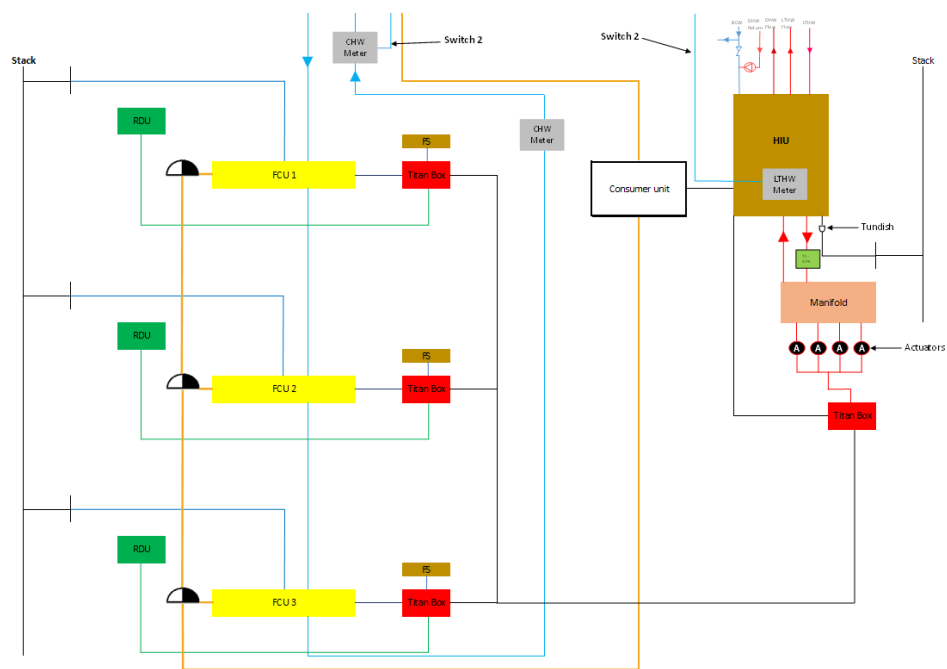 Stack
RDU
CHW
Meter
Switch 2
FS
FCU 1
Titan Box
CHW
Meter
RDU
FS
FCU 2
Titan Box
RDU
FS
FCU 3
Titan Box
Consumer unit
Switch 2
LTHW
LTHW
HIU
LTHW
Meter
Tundish
Stack
Manifold
A A A A
Actuators
Titan Box